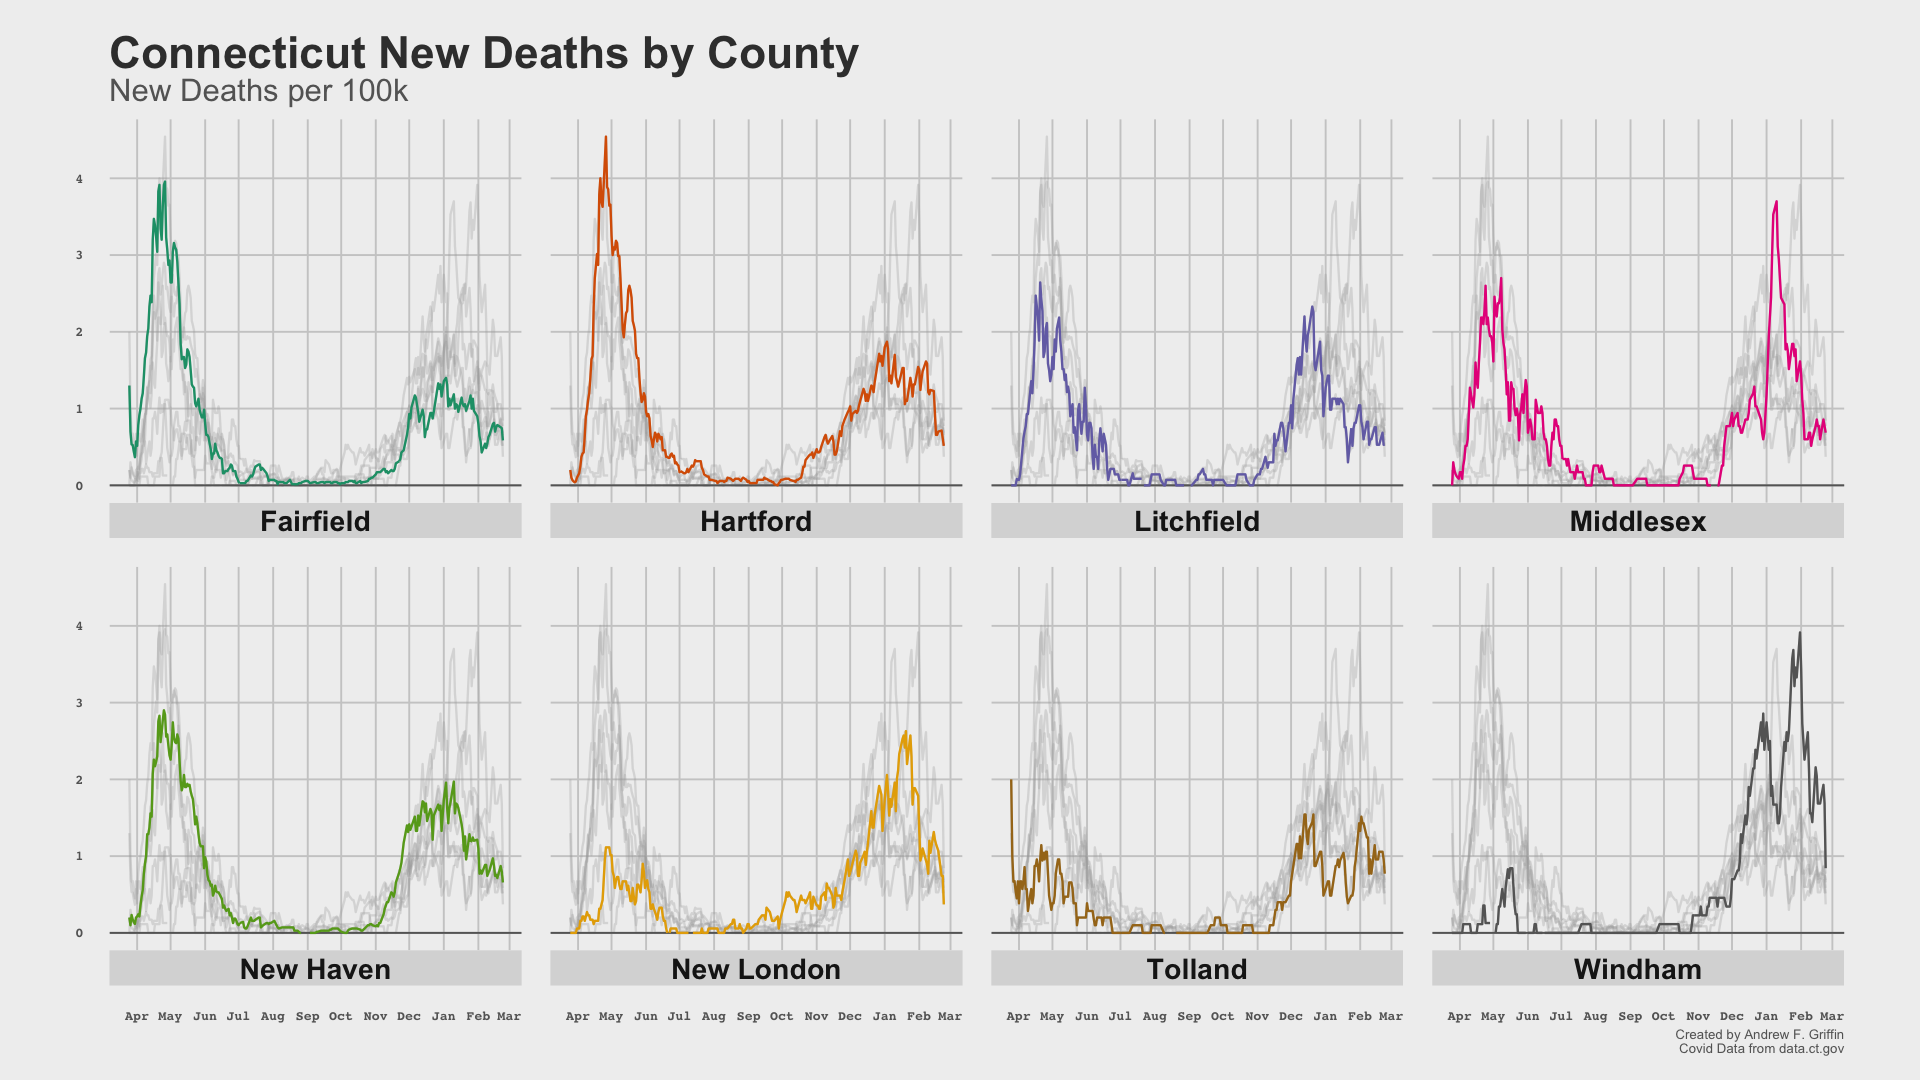 Connecticut New Deaths by County
New Deaths per 100k
4
3
2
1
0
Fairfield Hartford Litchfield Middlesex
4
3
2
1
0
New Haven New London Tolland Windham
Apr May Jun Jul Aug Sep Oct Nov Dec Jan Feb Mar Apr May Jun Jul Aug Sep Oct Nov Dec Jan Feb Mar Apr May Jun Jul Aug Sep Oct Nov Dec Jan Feb Mar Apr May Jun Jul Aug Sep Oct Nov Dec Jan Feb Mar
Created by Andrew F. Griffin
Covid Data from data.ct.gov